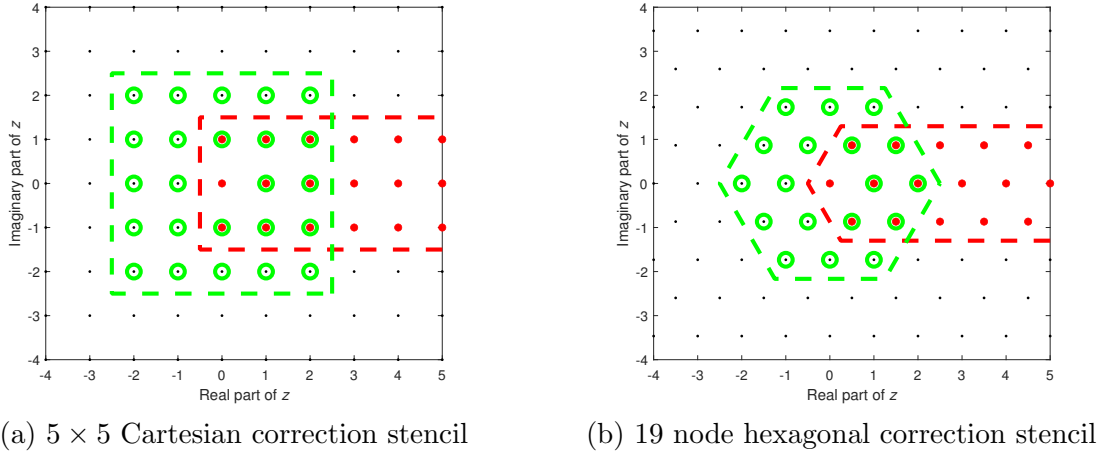 4
3
2
1
0
-1
-2
-3
-4
-4 -3 -2 -1 0 1 2 3 4 5
Imaginary part of z
Real part of z
(a) 5 × 5 Cartesian correction stencil
4
3
2
1
0
-1
-2
-3
-4
-4 -3 -2 -1 0 1 2 3 4 5
Imaginary part of z
Real part of z
(b) 19 node hexagonal correction stencil